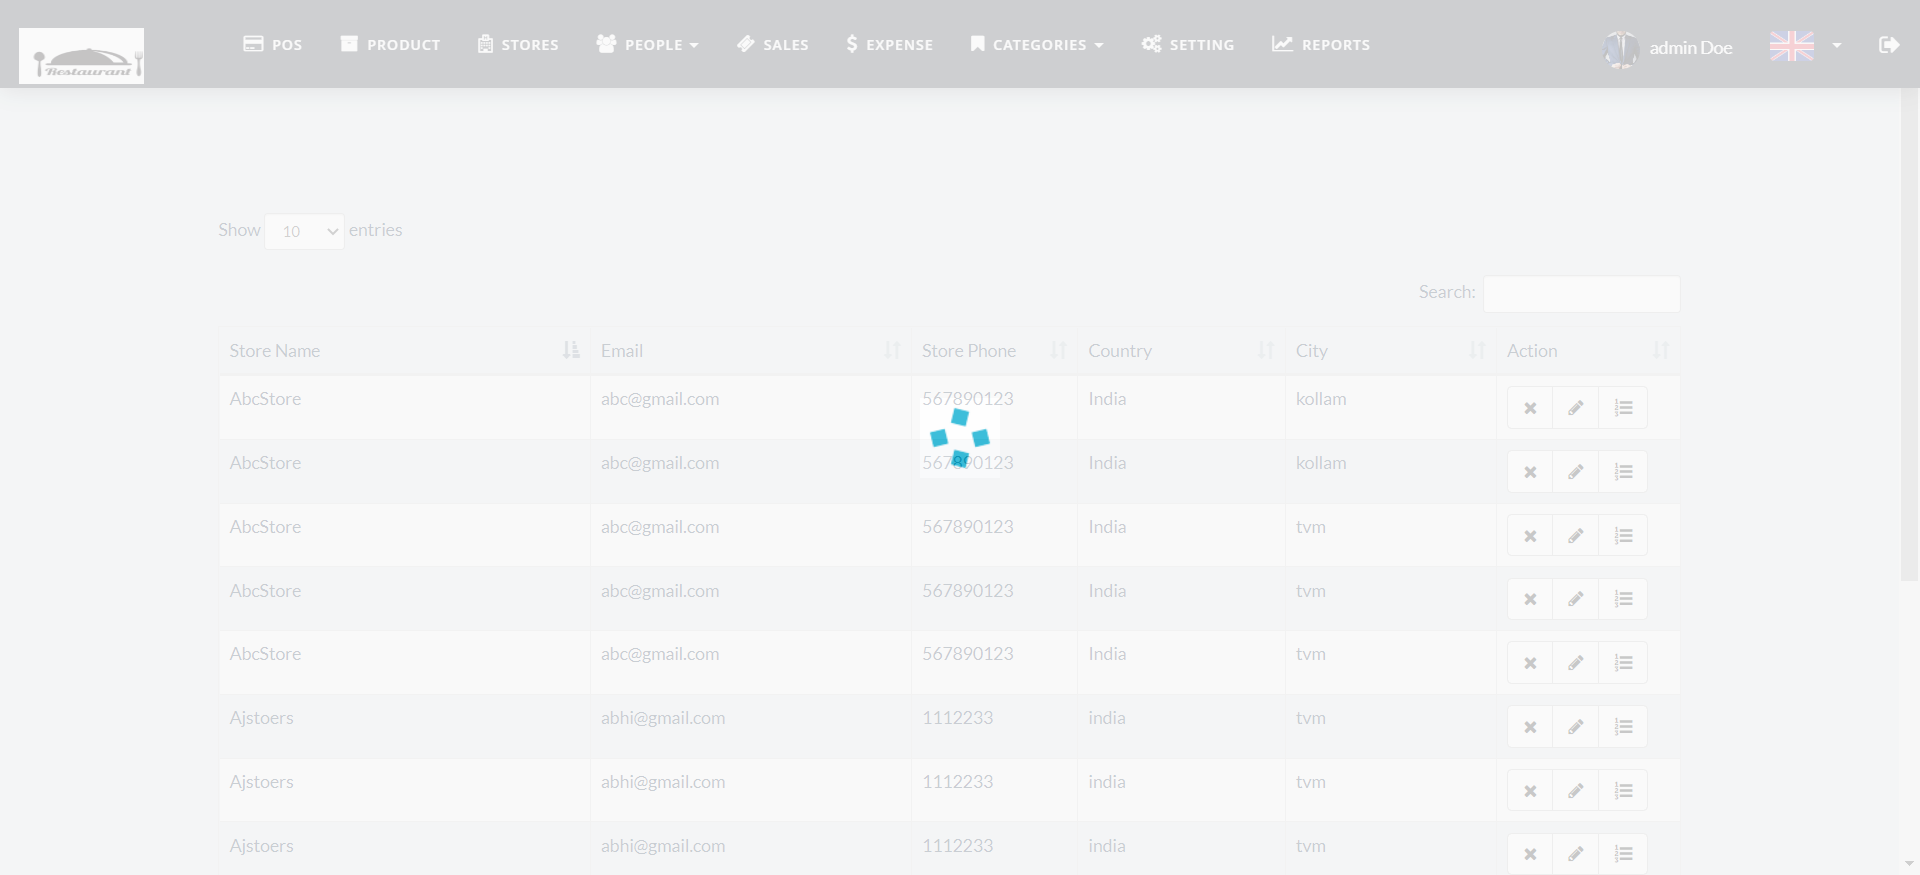 Restaurant POS PRODUCT STORES PEOPLE SALES EXPENSE CATEGORIES SETTING REPORTS admin Doe
Show 10 entries
Search:
Store Name Email Store Phone Country City Action
AbcStore abc@gmail.com 567890123 India kollam
AbcStore abc@gmail.com 567890123 India kollam
AbcStore abc@gmail.com 567890123 India tvm
AbcStore abc@gmail.com 567890123 India tvm
AbcStore abc@gmail.com 567890123 India tvm
Ajstoers abhi@gmail.com 1112233 india tvm
Ajstoers abhi@gmail.com 1112233 india tvm
Ajstoers abhi@gmail.com 1112233 india tvm